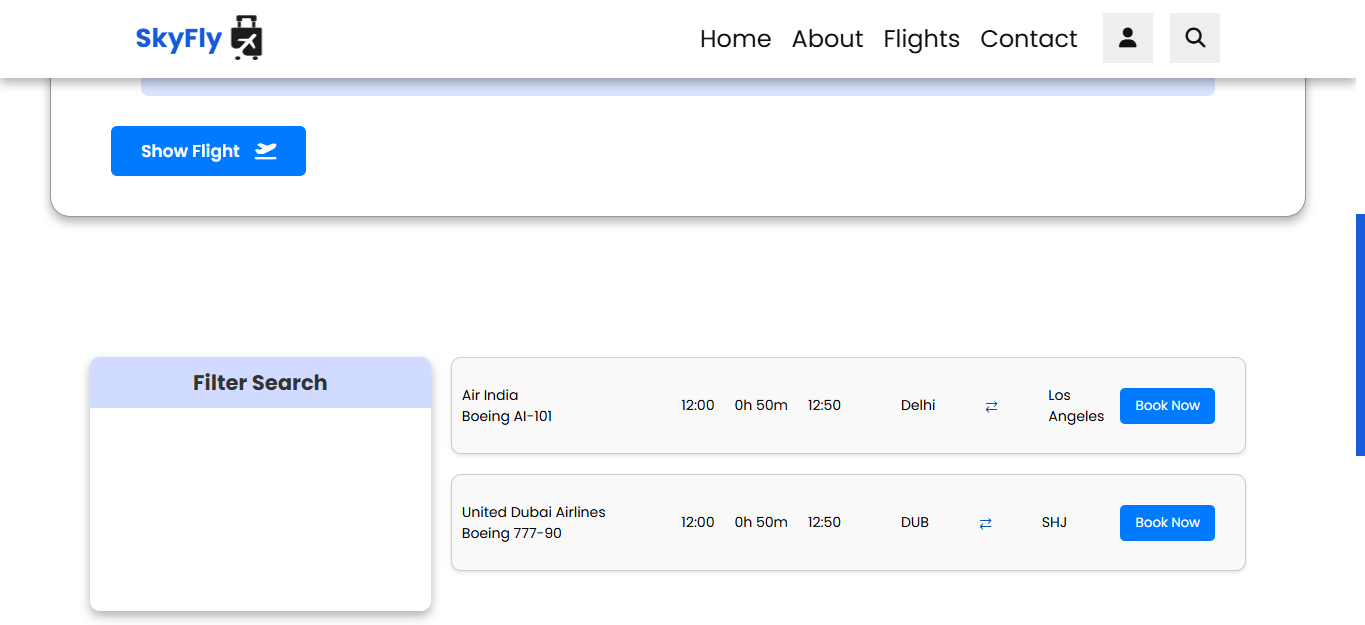 SkyFly
Home About Flights Contact
Show Flight
Filter Search
Air India
Boeing AI-101
12:00 0h 50m 12:50
Delhi
Los
Angeles
Book Now
United Dubai Airlines
Boeing 777-90
12:00 0h 50m 12:50
DUB
SHJ
Book Now